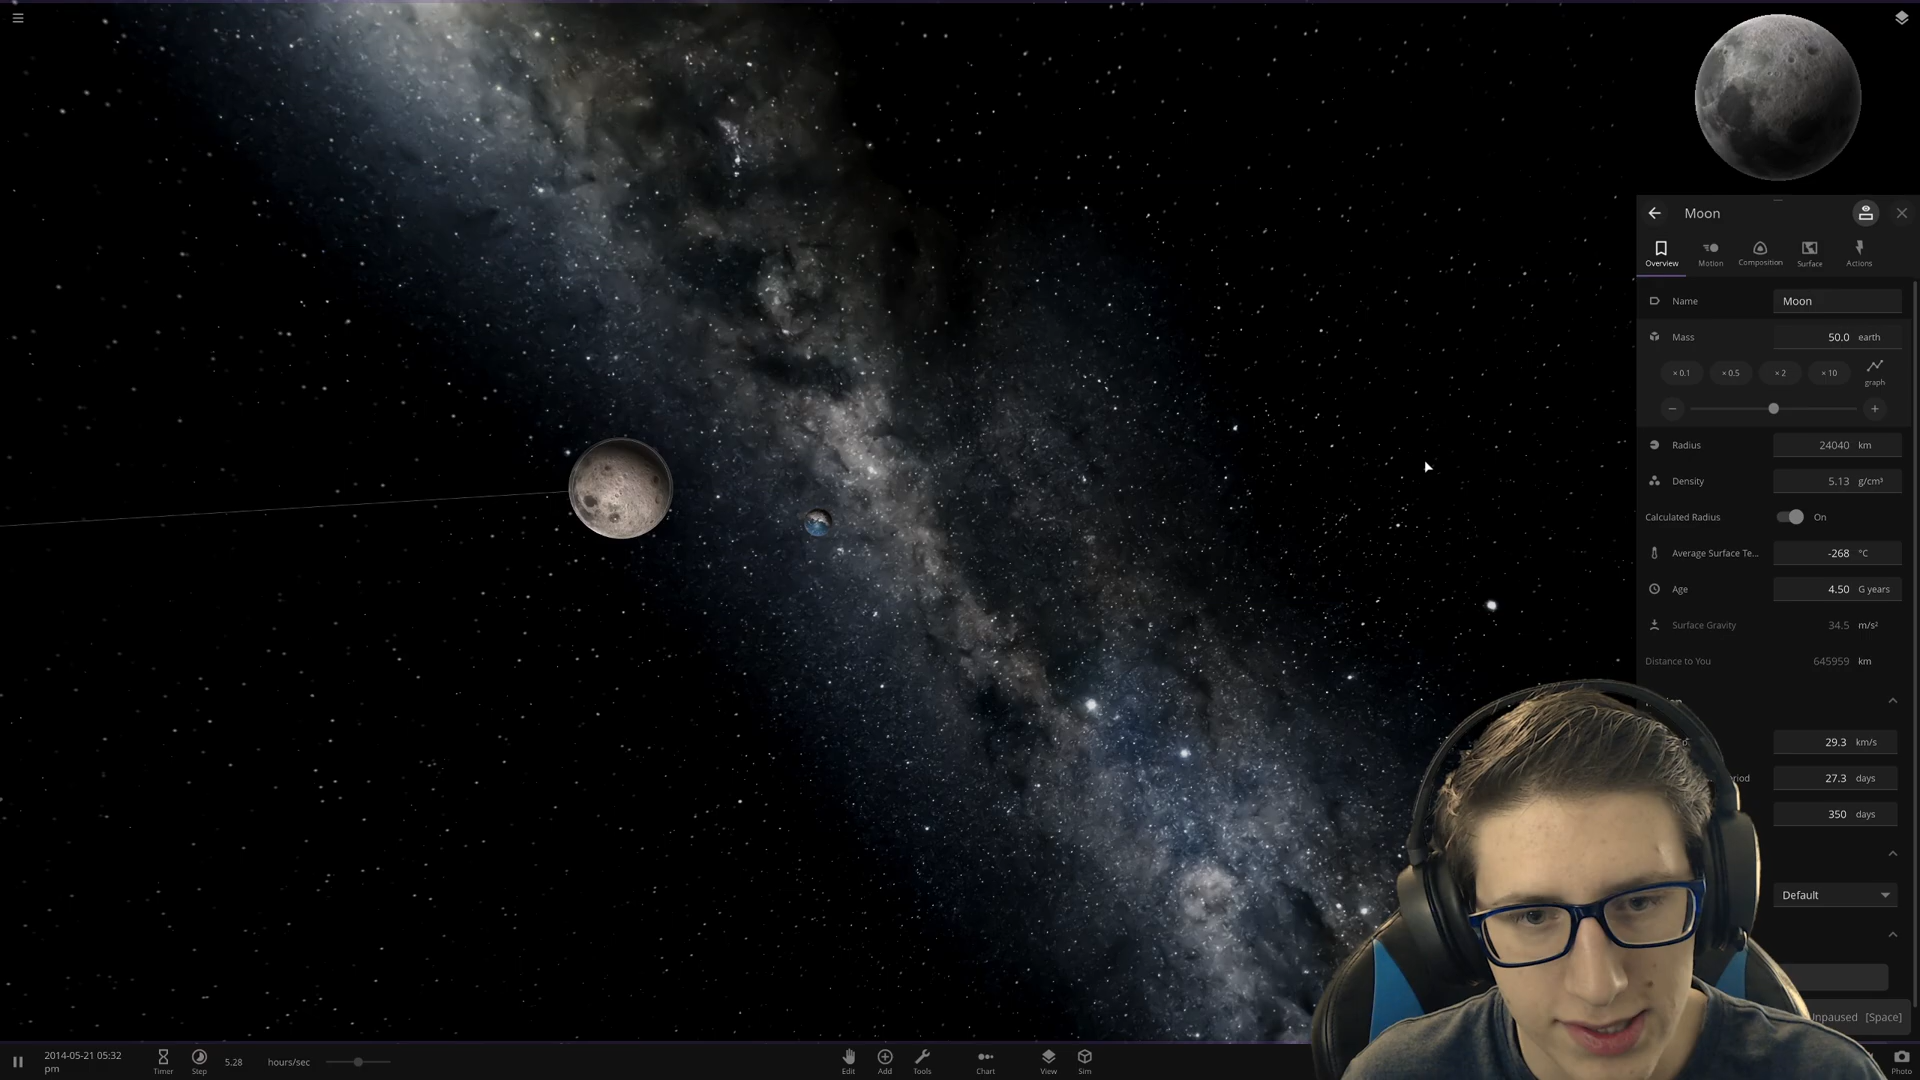 Moon
Overview
Motion
Composition
Surface
Actions
Name Moon
Mass 50.0 earth
× 0.1 × 0.5 × 2 × 10 graph
Radius 24040 km
Density 5.13 g/cm³
Calculated Radius On
Average Surface Te... -268 °C
Age 4.50 G years
Surface Gravity 34.5 m/s²
Distance to You 645959 km
29.3 km/s
riod 27.3 days
350 days
Default
Inpaused [Space]
2014-05-21 05:32
pm
Timer
Step
5.28 hours/sec
Edit
Add
Tools
Chart
View
Sim
Photo